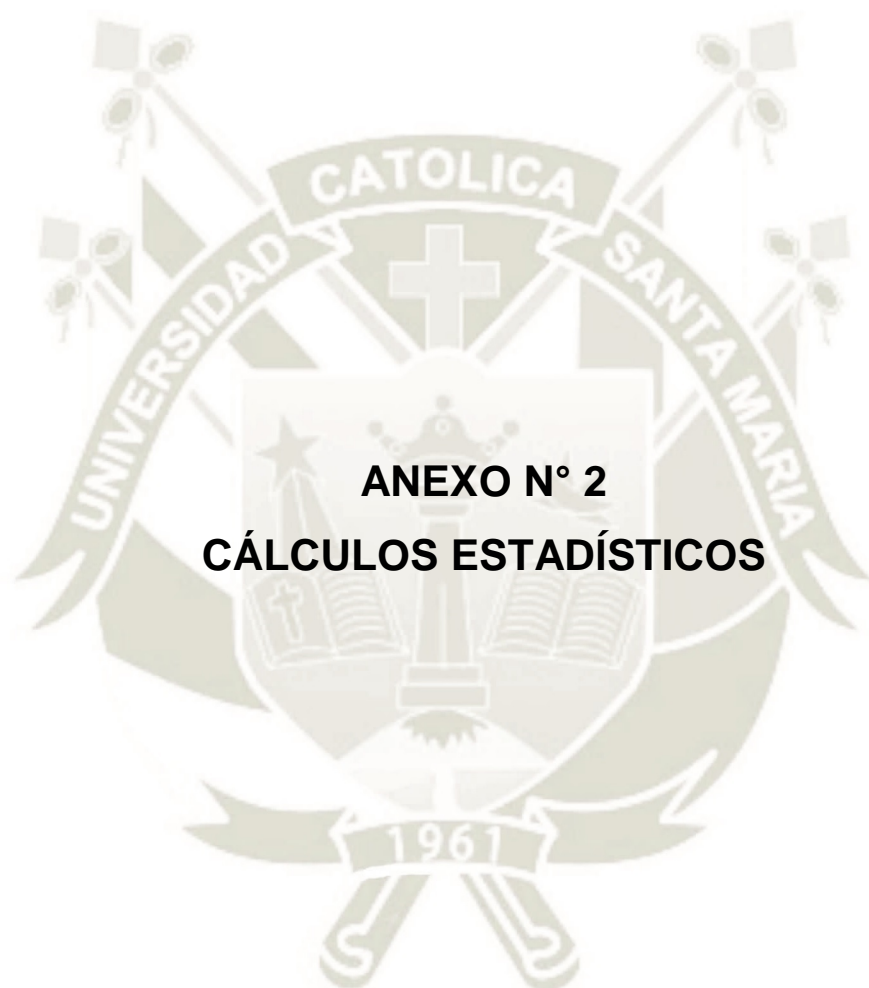 CATOLICA
UNIVERSIDAD
SANTA MARIA
ANEXO N° 2
CÁLCULOS ESTADÍSTICOS
1961